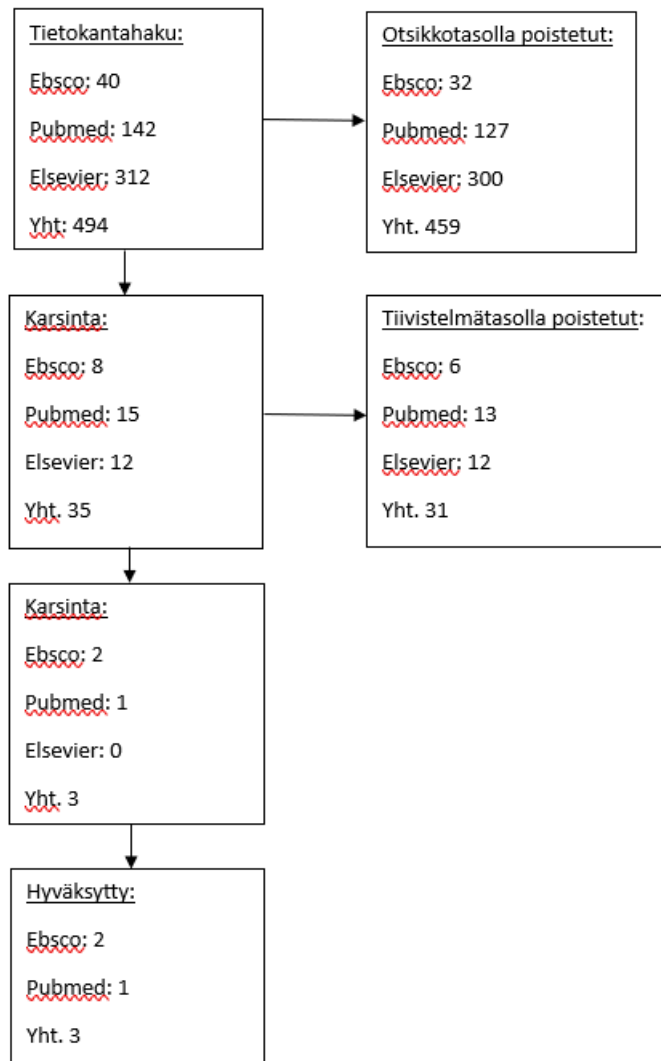 Tietokantahaku:
Ebsco: 40
Pubmed: 142
Elsevier: 312
Yht: 494
Otsikkotasolla poistetut:
Ebsco: 32
Pubmed: 127
Elsevier: 300
Yht. 459
Karsinta:
Ebsco: 8
Pubmed: 15
Elsevier: 12
Yht. 35
Tiivistelmätasolla poistetut:
Ebsco: 6
Pubmed: 13
Elsevier: 12
Yht. 31
Karsinta:
Ebsco: 2
Pubmed: 1
Elsevier: 0
Yht. 3
Hyväksytty:
Ebsco: 2
Pubmed: 1
Yht. 3